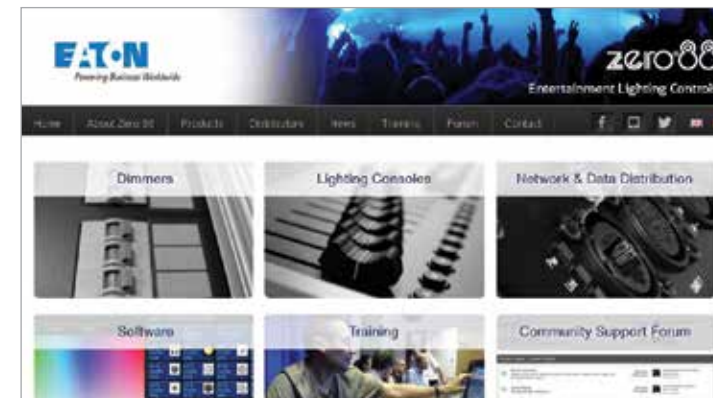 EATON
Powering Business Worldwide
zero88
Entertainment Lighting Control
Home About Zero 88 Products Distributors News Training Forum Contact
Dimmers Lighting Consoles Network & Data Distribution
Software Training Community Support Forum